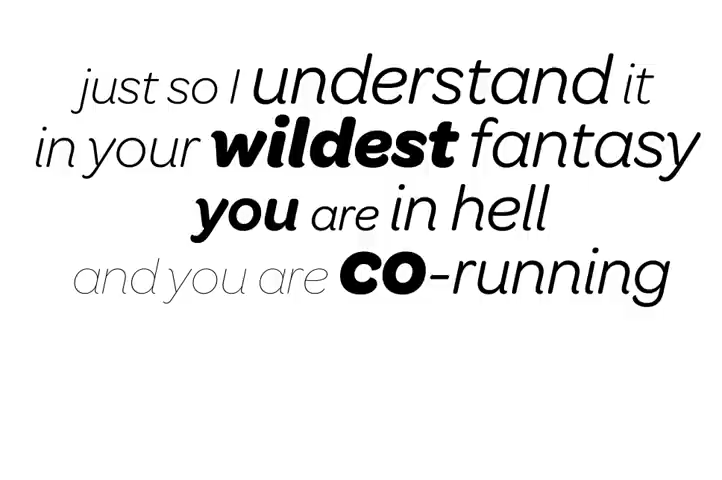 just so I understand it
in your wildest fantasy
you are in hell
and you are co-running